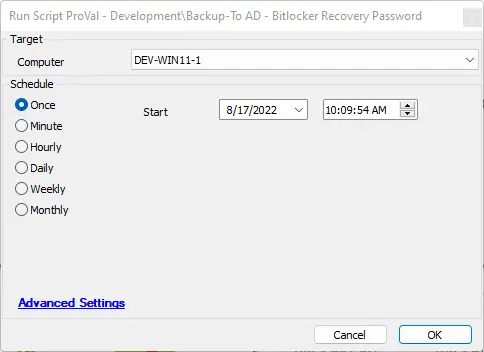 Run Script ProVal - Development\Backup-To AD - Bitlocker Recovery Password
Target
Computer
DEV-WIN11-1
Schedule
Once
Start
8/17/2022
10:09:54 AM
Minute
Hourly
Daily
Weekly
Monthly
Advanced Settings
Cancel
OK